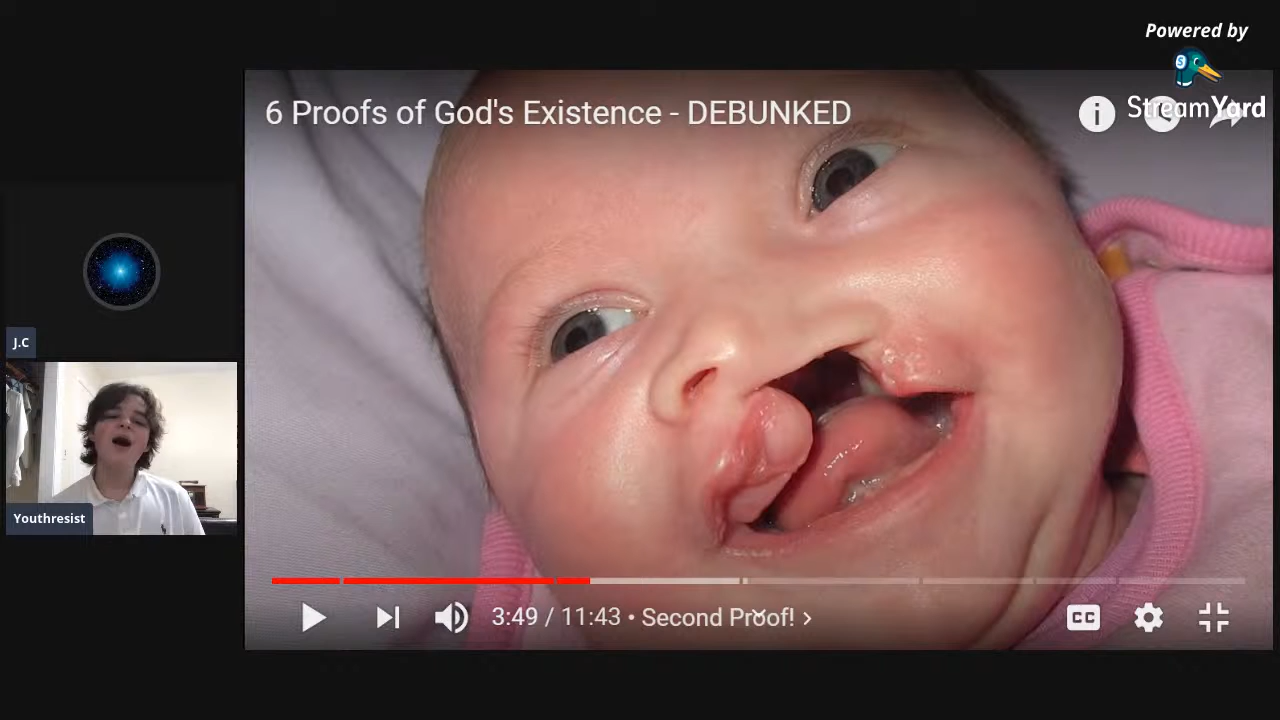 Powered by
StreamYard
6 Proofs of God's Existence - DEBUNKED
J.C
Youthresist
3:49 / 11:43 • Second Proof! ›
CC